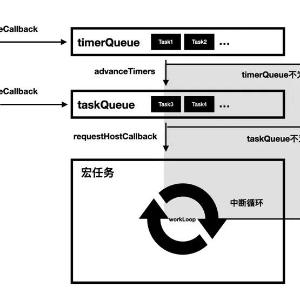 eCallback
timerQueue Task1 Task2 ...
advanceTimers
timerQueue不为
eCallback
taskQueue Task3 Task4 ...
requestHostCallback
taskQueue不为
宏任务
中断循环
workLoop